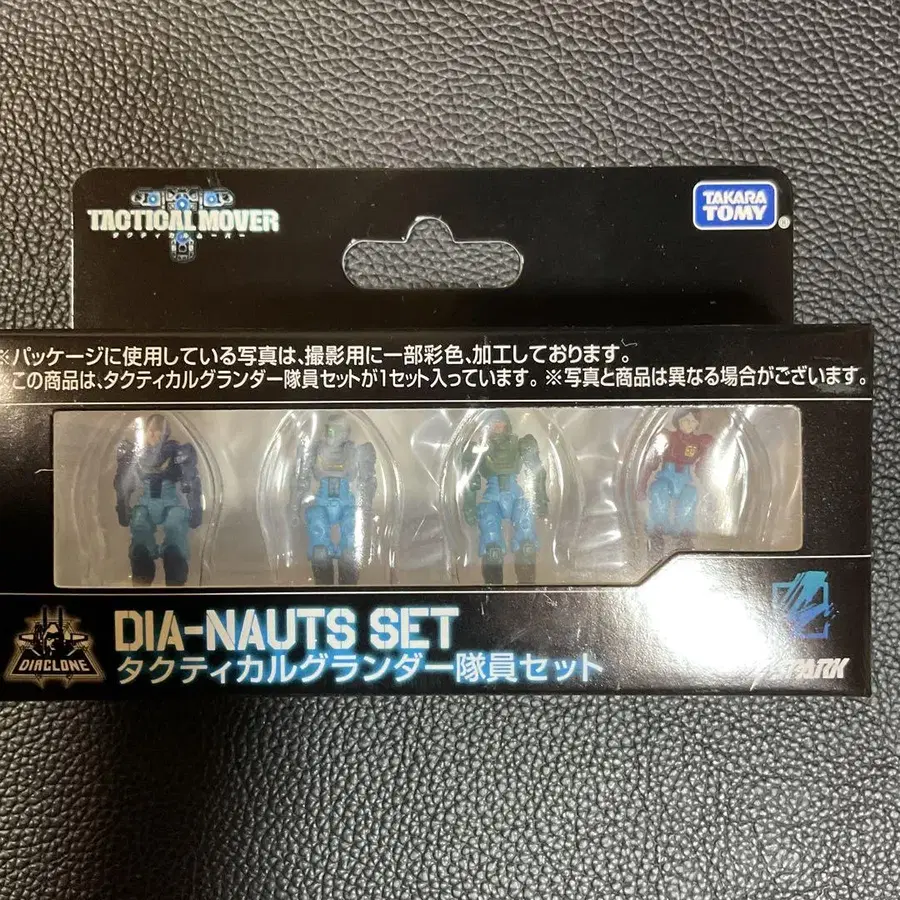 TACTICAL MOVER
タクティカルムーバー
TAKARA
TOMY
※パッケージに使用している写真は、撮影用に一部彩色、加工しております。
※この商品は、タクティカルグランダー隊員セットが1セット入っています。※写真と商品は異なる場合がございます。
DIACLONE
DIA-NAUTS SET
タクティカルグランダー隊員セット
SPARK